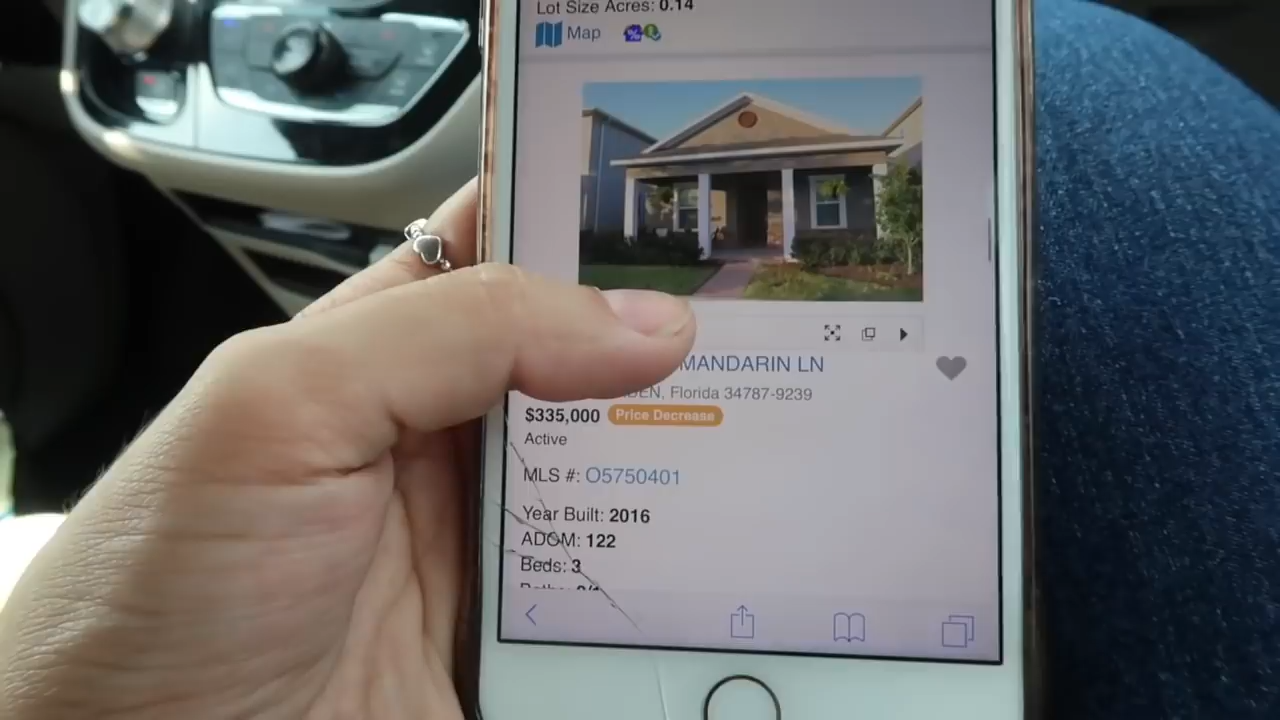 Lot Size Acres: 0.14
Map
MANDARIN LN
DEN, Florida 34787-9239
$335,000 Price Decrease
Active
MLS #: O5750401
Year Built: 2016
ADOM: 122
Beds: 3